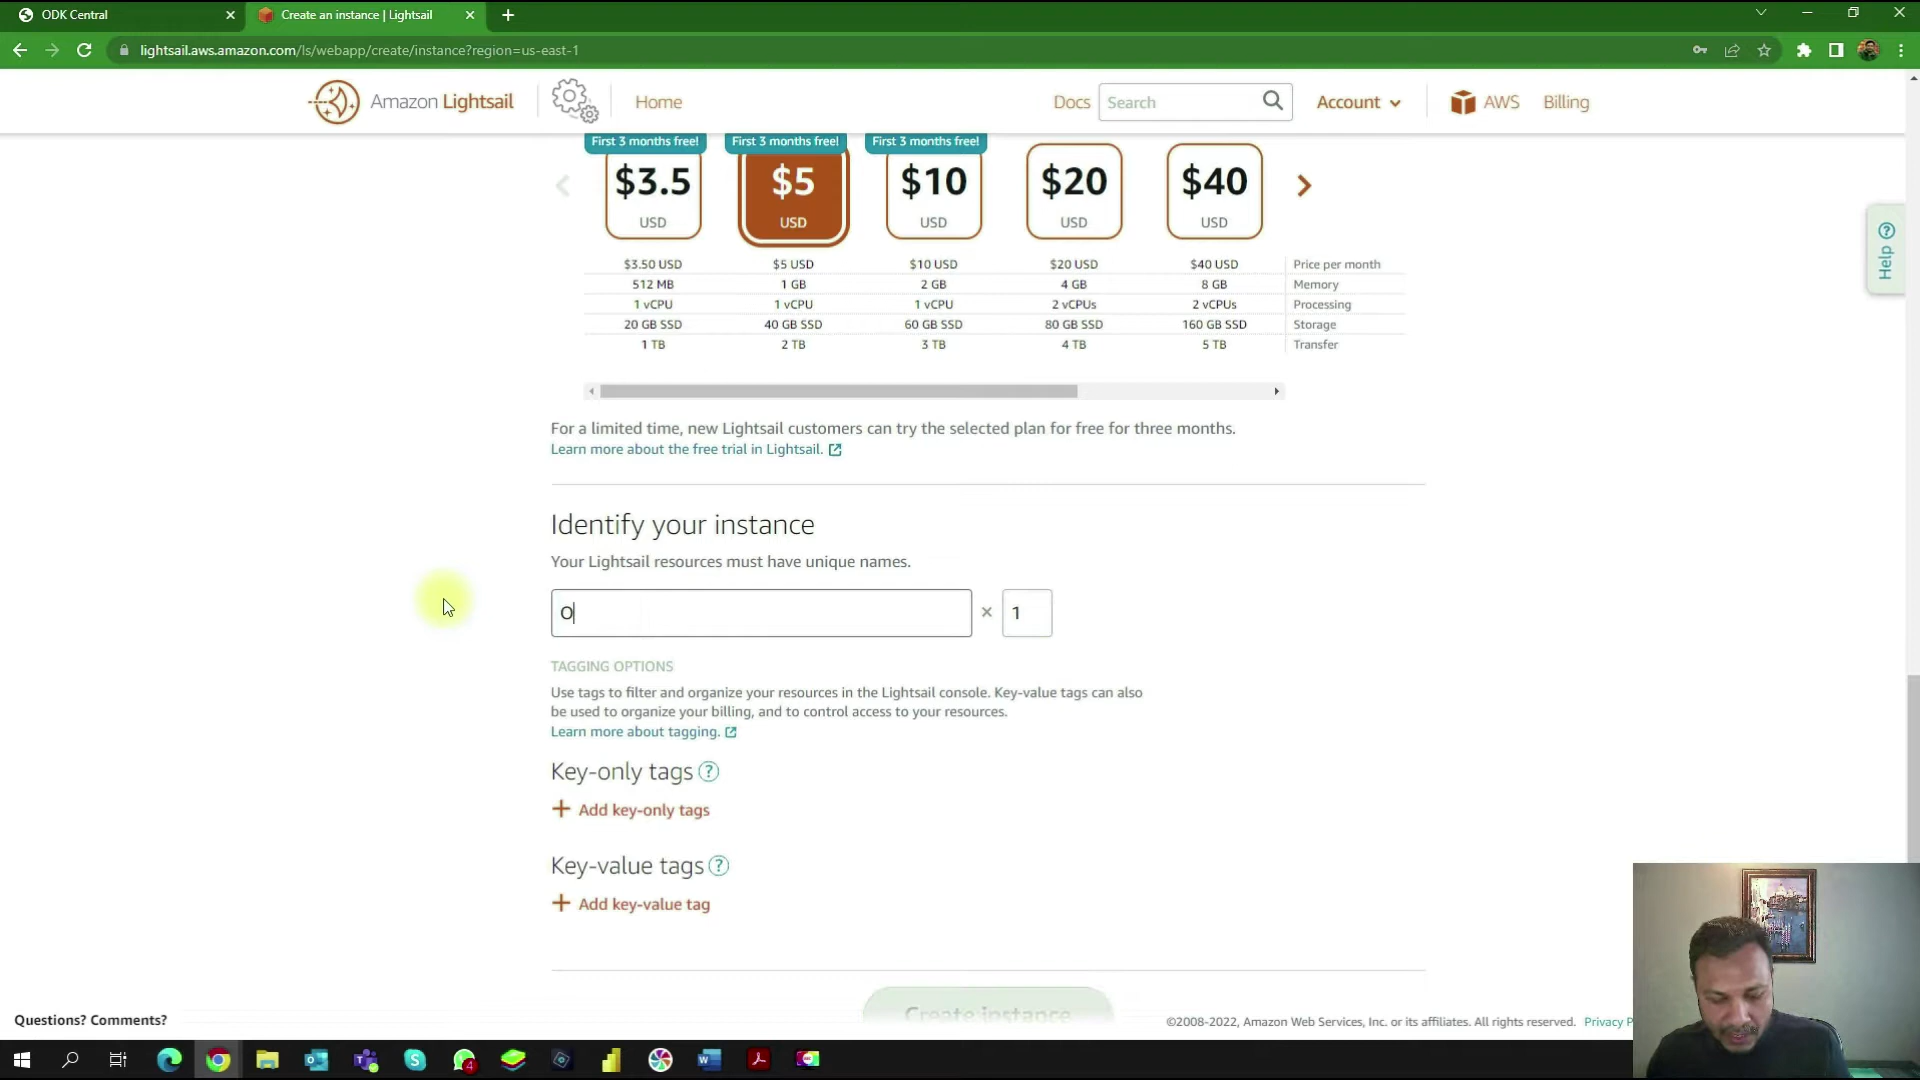 ODK Central
Create an instance | Lightsail
lightsail.aws.amazon.com/ls/webapp/create/instance?region=us-east-1
Amazon Lightsail
Home
Docs
Search
Account
AWS
Billing
First 3 months free! First 3 months free! First 3 months free!
$3.5 $5 $10 $20 $40
USD USD USD USD USD
$3.50 USD $5 USD $10 USD $20 USD $40 USD Price per month
512 MB 1 GB 2 GB 4 GB 8 GB Memory
1 vCPU 1 vCPU 1 vCPU 2 vCPUs 2 vCPUs Processing
20 GB SSD 40 GB SSD 60 GB SSD 80 GB SSD 160 GB SSD Storage
1 TB 2 TB 3 TB 4 TB 5 TB Transfer
Help
For a limited time, new Lightsail customers can try the selected plan for free for three months.
Learn more about the free trial in Lightsail.
Identify your instance
Your Lightsail resources must have unique names.
O × 1
TAGGING OPTIONS
Use tags to filter and organize your resources in the Lightsail console. Key-value tags can also
be used to organize your billing, and to control access to your resources.
Learn more about tagging.
Key-only tags ?
+ Add key-only tags
Key-value tags ?
+ Add key-value tag
Create instance
Questions? Comments?
©2008-2022, Amazon Web Services, Inc. or its affiliates. All rights reserved. Privacy P
4